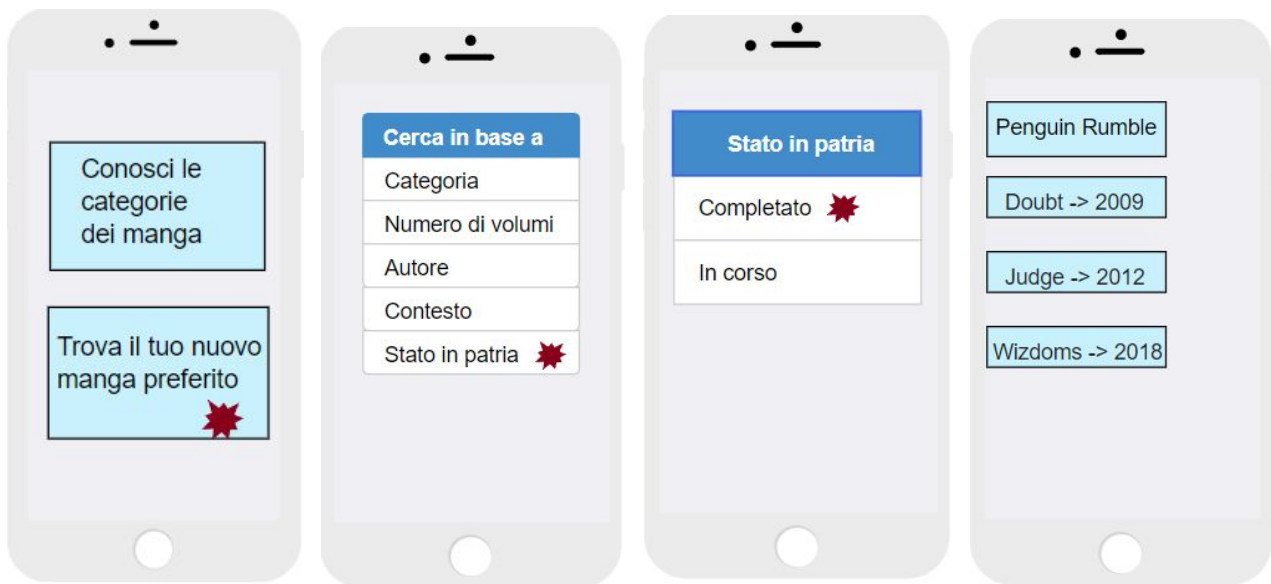 Conosci le
categorie
dei manga
Trova il tuo nuovo
manga preferito
Cerca in base a
Categoria
Numero di volumi
Autore
Contesto
Stato in patria
Stato in patria
Completato
In corso
Penguin Rumble
Doubt -> 2009
Judge -> 2012
Wizdoms -> 2018